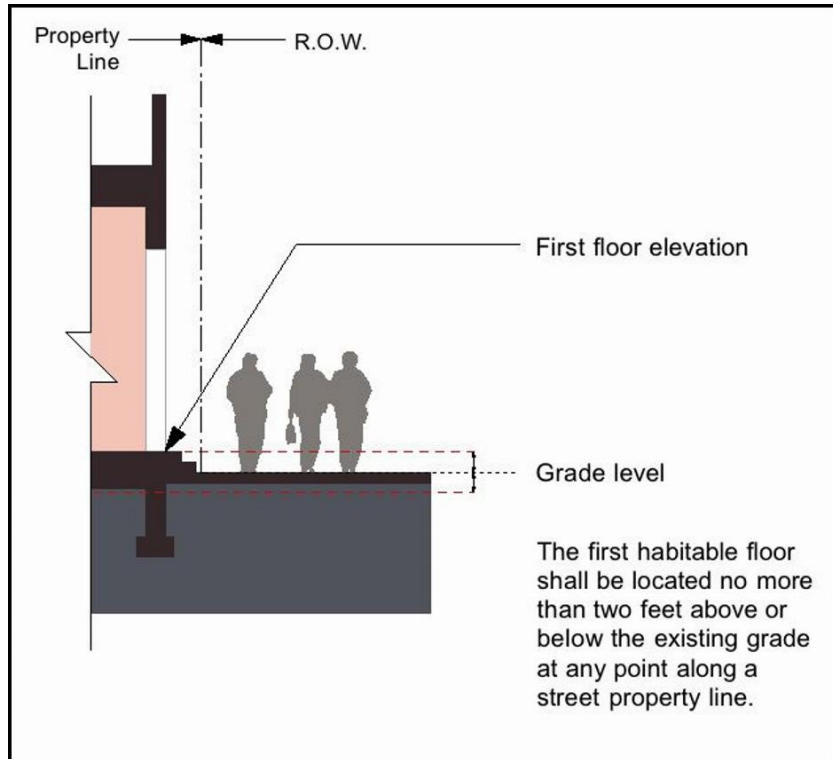 Property
Line
R.O.W.
First floor elevation
Grade level
The first habitable floor
shall be located no more
than two feet above or
below the existing grade
at any point along a
street property line.